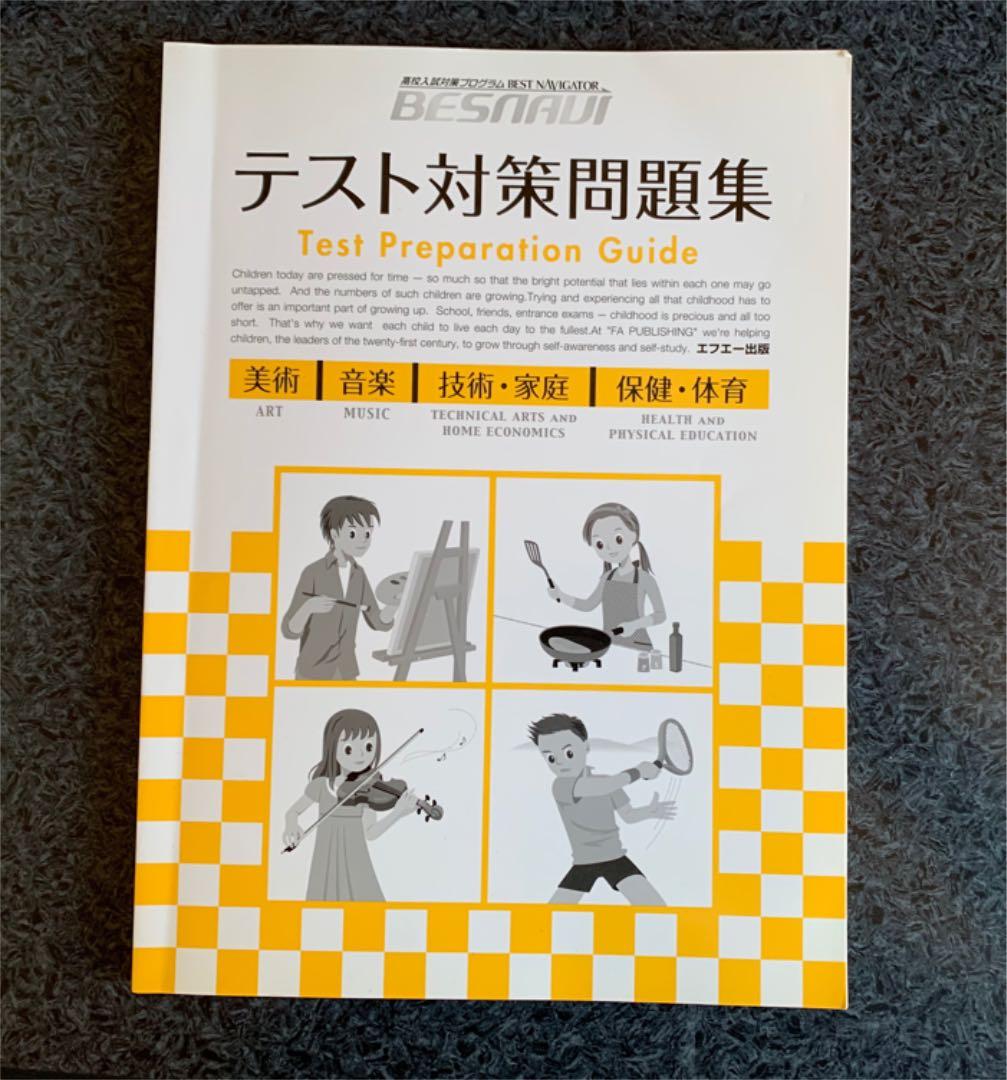 高校入試対策プログラム BEST NAVIGATOR
BESNAVI
テスト対策問題集
Test Preparation Guide
Children today are pressed for time — so much so that the bright potential that lies within each one may go
untapped. And the numbers of such children are growing.Trying and experiencing all that childhood has to
offer is an important part of growing up. School, friends, entrance exams — childhood is precious and all too
short. That's why we want each child to live each day to the fullest.At "FA PUBLISHING" we're helping
children, the leaders of the twenty-first century, to grow through self-awareness and self-study. エフエー出版
美術 音楽 技術・家庭 保健・体育
ART MUSIC TECHNICAL ARTS AND HOME ECONOMICS HEALTH AND PHYSICAL EDUCATION